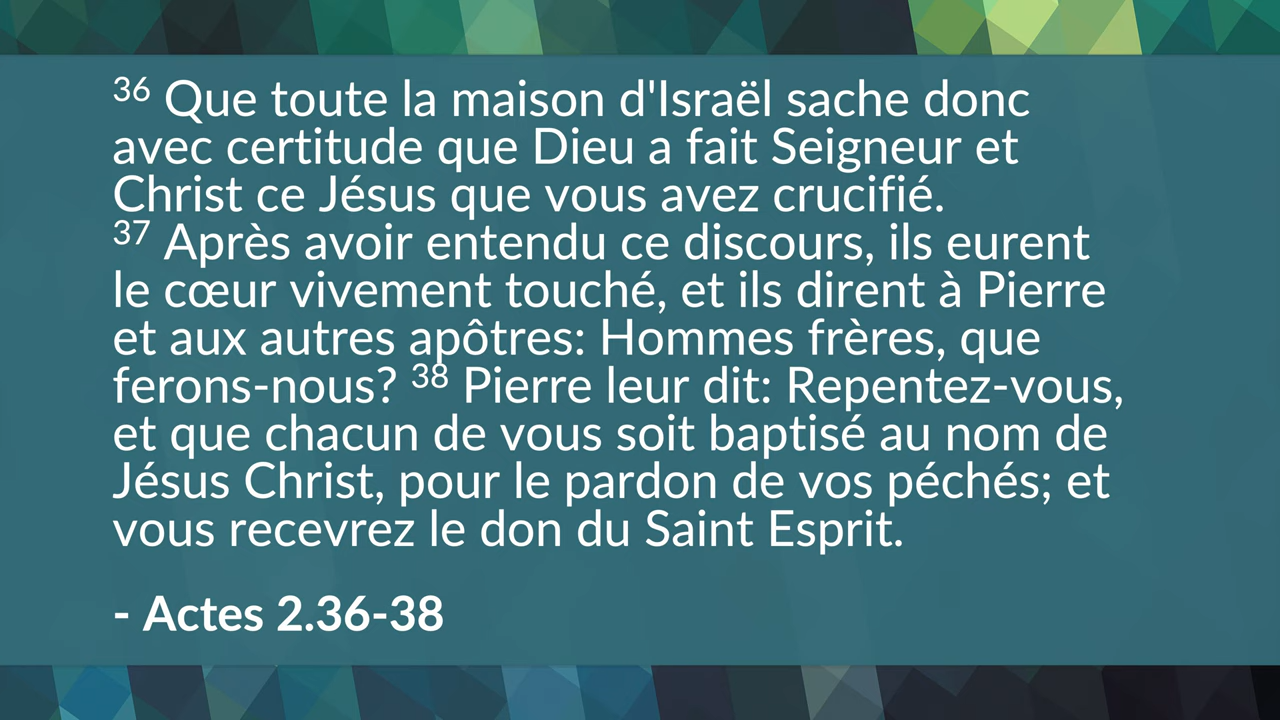 36 Que toute la maison d'Israël sache donc
avec certitude que Dieu a fait Seigneur et
Christ ce Jésus que vous avez crucifié.
37 Après avoir entendu ce discours, ils eurent
le cœur vivement touché, et ils dirent à Pierre
et aux autres apôtres: Hommes frères, que
ferons-nous? 38 Pierre leur dit: Repentez-vous,
et que chacun de vous soit baptisé au nom de
Jésus Christ, pour le pardon de vos péchés; et
vous recevrez le don du Saint Esprit.
- Actes 2.36-38